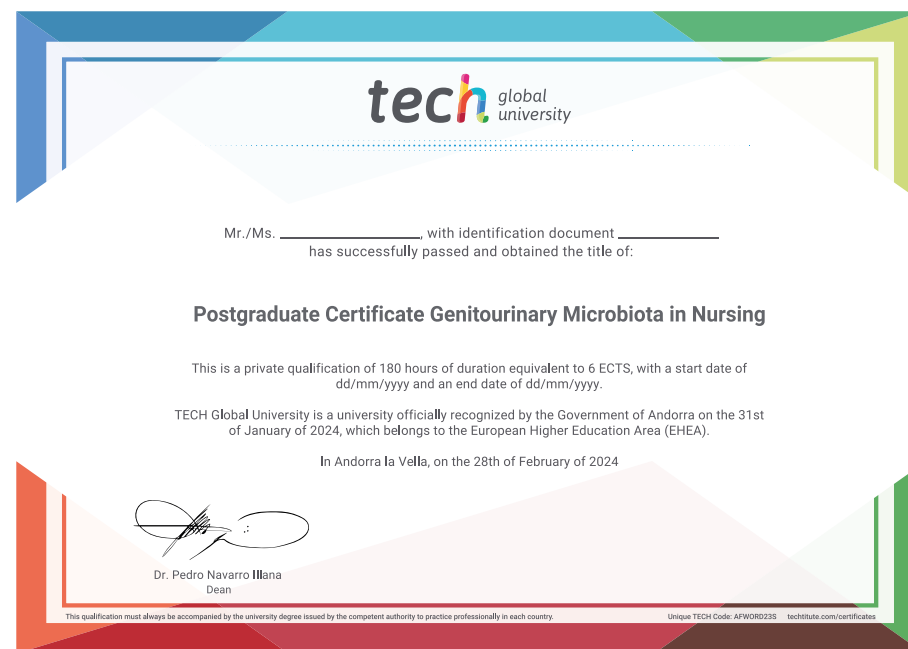 tech global
university
Mr./Ms. ____________________, with identification document ______________
has successfully passed and obtained the title of:
Postgraduate Certificate Genitourinary Microbiota in Nursing
This is a private qualification of 180 hours of duration equivalent to 6 ECTS, with a start date of
dd/mm/yyyy and an end date of dd/mm/yyyy.
TECH Global University is a university officially recognized by the Government of Andorra on the 31st
of January of 2024, which belongs to the European Higher Education Area (EHEA).
In Andorra la Vella, on the 28th of February of 2024
Dr. Pedro Navarro Illana
Dean
This qualification must always be accompanied by the university degree issued by the competent authority to practice professionally in each country. Unique TECH Code: AFWORD23S techtitute.com/certificates